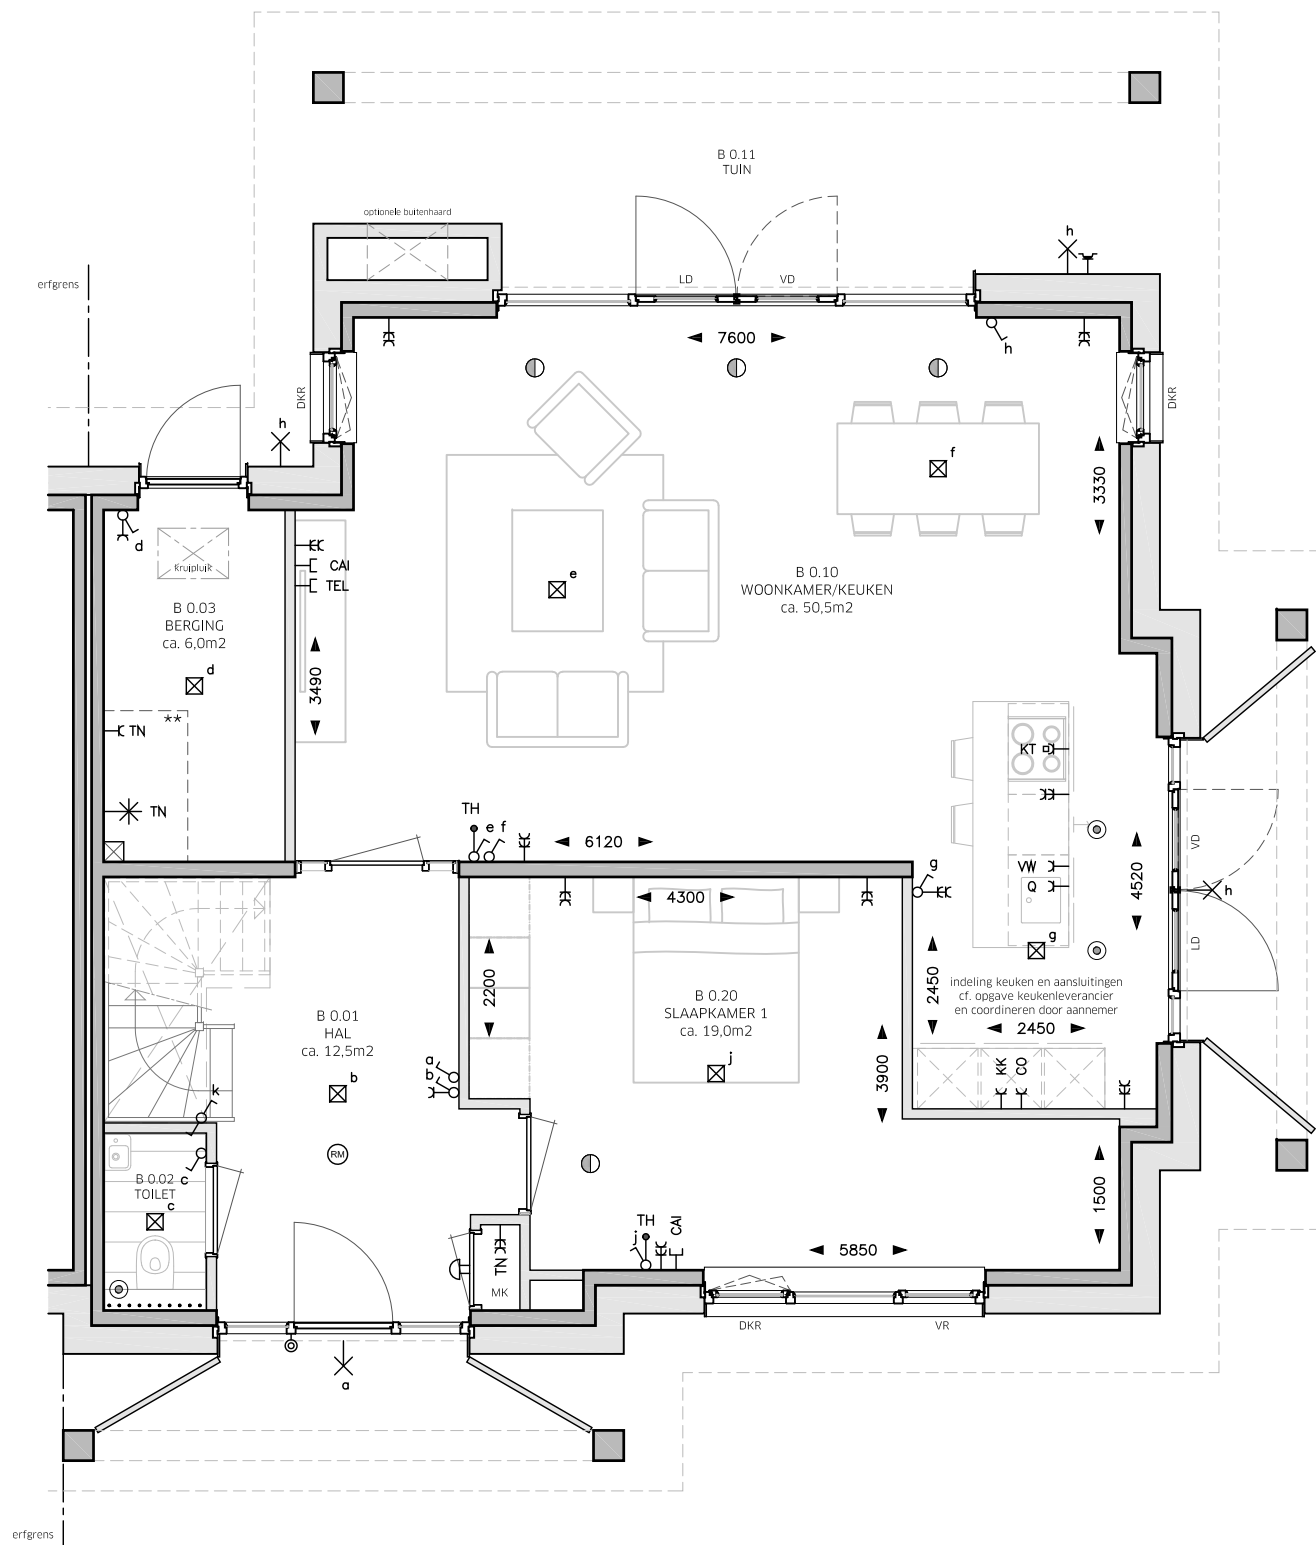 B 0.11
TUIN
optionele buitenhaard
h
erfgrens
LD
VD
7600
h
DKR
DKR
h
f
3330
d
kruipluik
CAI
TEL
e
B 0.10
WOONKAMER/KEUKEN
ca. 50,5m2
B 0.03
BERGING
ca. 6,0m2
d
3490
**
TN
KT
TN
TH
e f
6120
VD
g
VW
Q
4520
h
4300
g
LD
2200
2450
indeling keuken en aansluitingen
cf. opgave keukenleverancier
en coordineren door aannemer
B 0.20
SLAAPKAMER 1
ca. 19,0m2
B 0.01
HAL
ca. 12,5m2
2450
a
b
j
3900
KK
CO
b
k
RM
B 0.02
TOILET
c
c
1500
TH
j
CAI
5850
TN
MK
DKR
VR
a
erfgrens